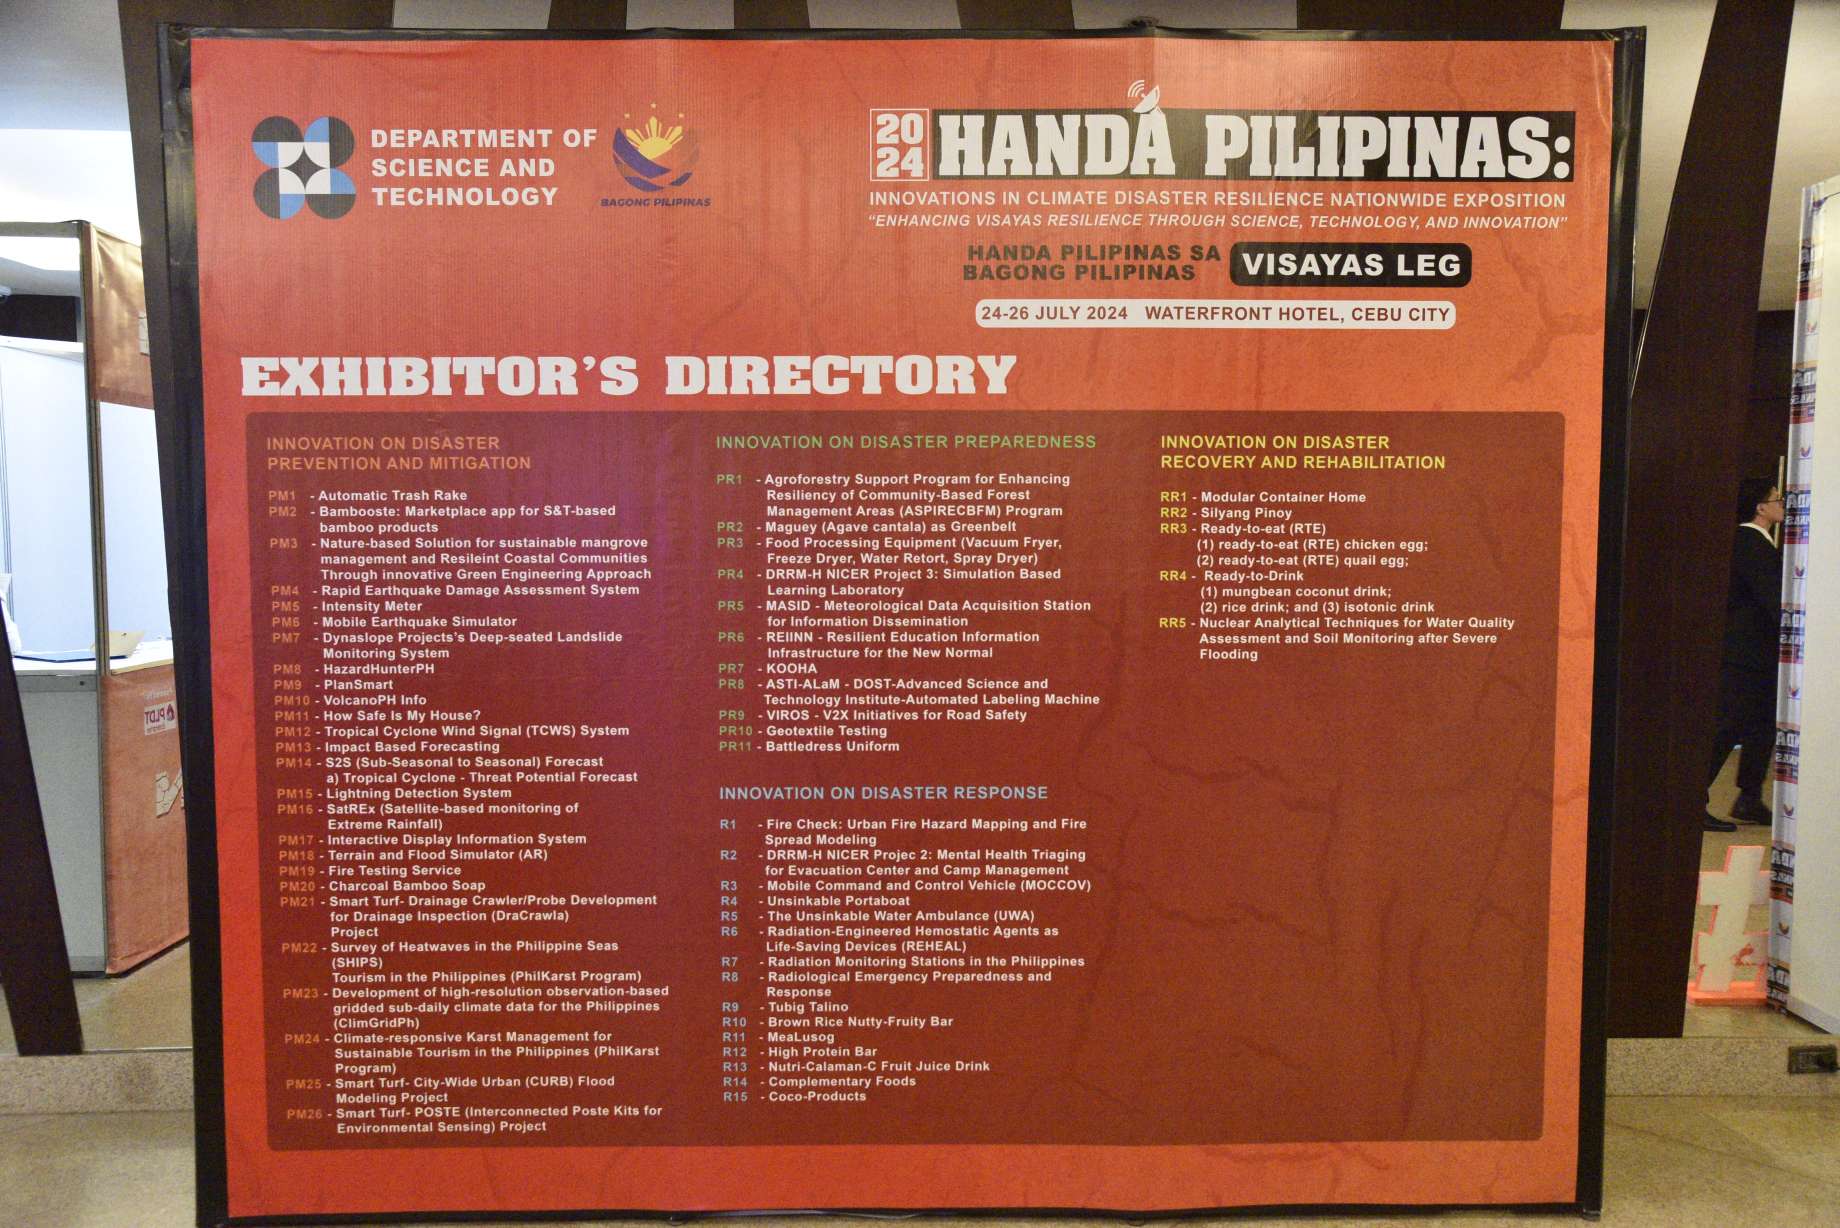 DEPARTMENT OF
SCIENCE AND
TECHNOLOGY
BAGONG PILIPINAS
2024 HANDA PILIPINAS:
INNOVATIONS IN CLIMATE DISASTER RESILIENCE NATIONWIDE EXPOSITION
"ENHANCING VISAYAS RESILIENCE THROUGH SCIENCE, TECHNOLOGY, AND INNOVATION"
HANDA PILIPINAS SA
BAGONG PILIPINAS
VISAYAS LEG
24-26 JULY 2024 WATERFRONT HOTEL, CEBU CITY
EXHIBITOR'S DIRECTORY
INNOVATION ON DISASTER
PREVENTION AND MITIGATION
PM1 - Automatic Trash Rake
PM2 - Bambooste: Marketplace app for S&T-based
bamboo products
PM3 - Nature-based Solution for sustainable mangrove
management and Resileint Coastal Communities
Through innovative Green Engineering Approach
PM4 - Rapid Earthquake Damage Assessment System
PM5 - Intensity Meter
PM6 - Mobile Earthquake Simulator
PM7 - Dynaslope Projects's Deep-seated Landslide
Monitoring System
PM8 - HazardHunterPH
PM9 - PlanSmart
PM10 - VolcanoPH Info
PM11 - How Safe Is My House?
PM12 - Tropical Cyclone Wind Signal (TCWS) System
PM13 - Impact Based Forecasting
PM14 - S2S (Sub-Seasonal to Seasonal) Forecast
a) Tropical Cyclone - Threat Potential Forecast
PM15 - Lightning Detection System
PM16 - SatREx (Satellite-based monitoring of
Extreme Rainfall)
PM17 - Interactive Display Information System
PM18 - Terrain and Flood Simulator (AR)
PM19 - Fire Testing Service
PM20 - Charcoal Bamboo Soap
PM21 - Smart Turf- Drainage Crawler/Probe Development
for Drainage Inspection (DraCrawla)
Project
PM22 - Survey of Heatwaves in the Philippine Seas
(SHIPS)
Tourism in the Philippines (PhilKarst Program)
PM23 - Development of high-resolution observation-based
gridded sub-daily climate data for the Philippines
(ClimGridPh)
PM24 - Climate-responsive Karst Management for
Sustainable Tourism in the Philippines (PhilKarst
Program)
PM25 - Smart Turf- City-Wide Urban (CURB) Flood
Modeling Project
PM26 - Smart Turf- POSTE (Interconnected Poste Kits for
Environmental Sensing) Project
INNOVATION ON DISASTER PREPAREDNESS
PR1 - Agroforestry Support Program for Enhancing
Resiliency of Community-Based Forest
Management Areas (ASPIRECBFM) Program
PR2 - Maguey (Agave cantala) as Greenbelt
PR3 - Food Processing Equipment (Vacuum Fryer,
Freeze Dryer, Water Retort, Spray Dryer)
PR4 - DRRM-H NICER Project 3: Simulation Based
Learning Laboratory
PR5 - MASID - Meteorological Data Acquisition Station
for Information Dissemination
PR6 - REIINN - Resilient Education Information
Infrastructure for the New Normal
PR7 - KOOHA
PR8 - ASTI-ALaM - DOST-Advanced Science and
Technology Institute-Automated Labeling Machine
PR9 - VIROS - V2X Initiatives for Road Safety
PR10 - Geotextile Testing
PR11 - Battledress Uniform
INNOVATION ON DISASTER RESPONSE
R1 - Fire Check: Urban Fire Hazard Mapping and Fire
Spread Modeling
R2 - DRRM-H NICER Projec 2: Mental Health Triaging
for Evacuation Center and Camp Management
R3 - Mobile Command and Control Vehicle (MOCCOV)
R4 - Unsinkable Portaboat
R5 - The Unsinkable Water Ambulance (UWA)
R6 - Radiation-Engineered Hemostatic Agents as
Life-Saving Devices (REHEAL)
R7 - Radiation Monitoring Stations in the Philippines
R8 - Radiological Emergency Preparedness and
Response
R9 - Tubig Talino
R10 - Brown Rice Nutty-Fruity Bar
R11 - MeaLusog
R12 - High Protein Bar
R13 - Nutri-Calaman-C Fruit Juice Drink
R14 - Complementary Foods
R15 - Coco-Products
INNOVATION ON DISASTER
RECOVERY AND REHABILITATION
RR1 - Modular Container Home
RR2 - Silyang Pinoy
RR3 - Ready-to-eat (RTE)
(1) ready-to-eat (RTE) chicken egg;
(2) ready-to-eat (RTE) quail egg;
RR4 - Ready-to-Drink
(1) mungbean coconut drink;
(2) rice drink; and (3) isotonic drink
RR5 - Nuclear Analytical Techniques for Water Quality
Assessment and Soil Monitoring after Severe
Flooding
PLDT
#